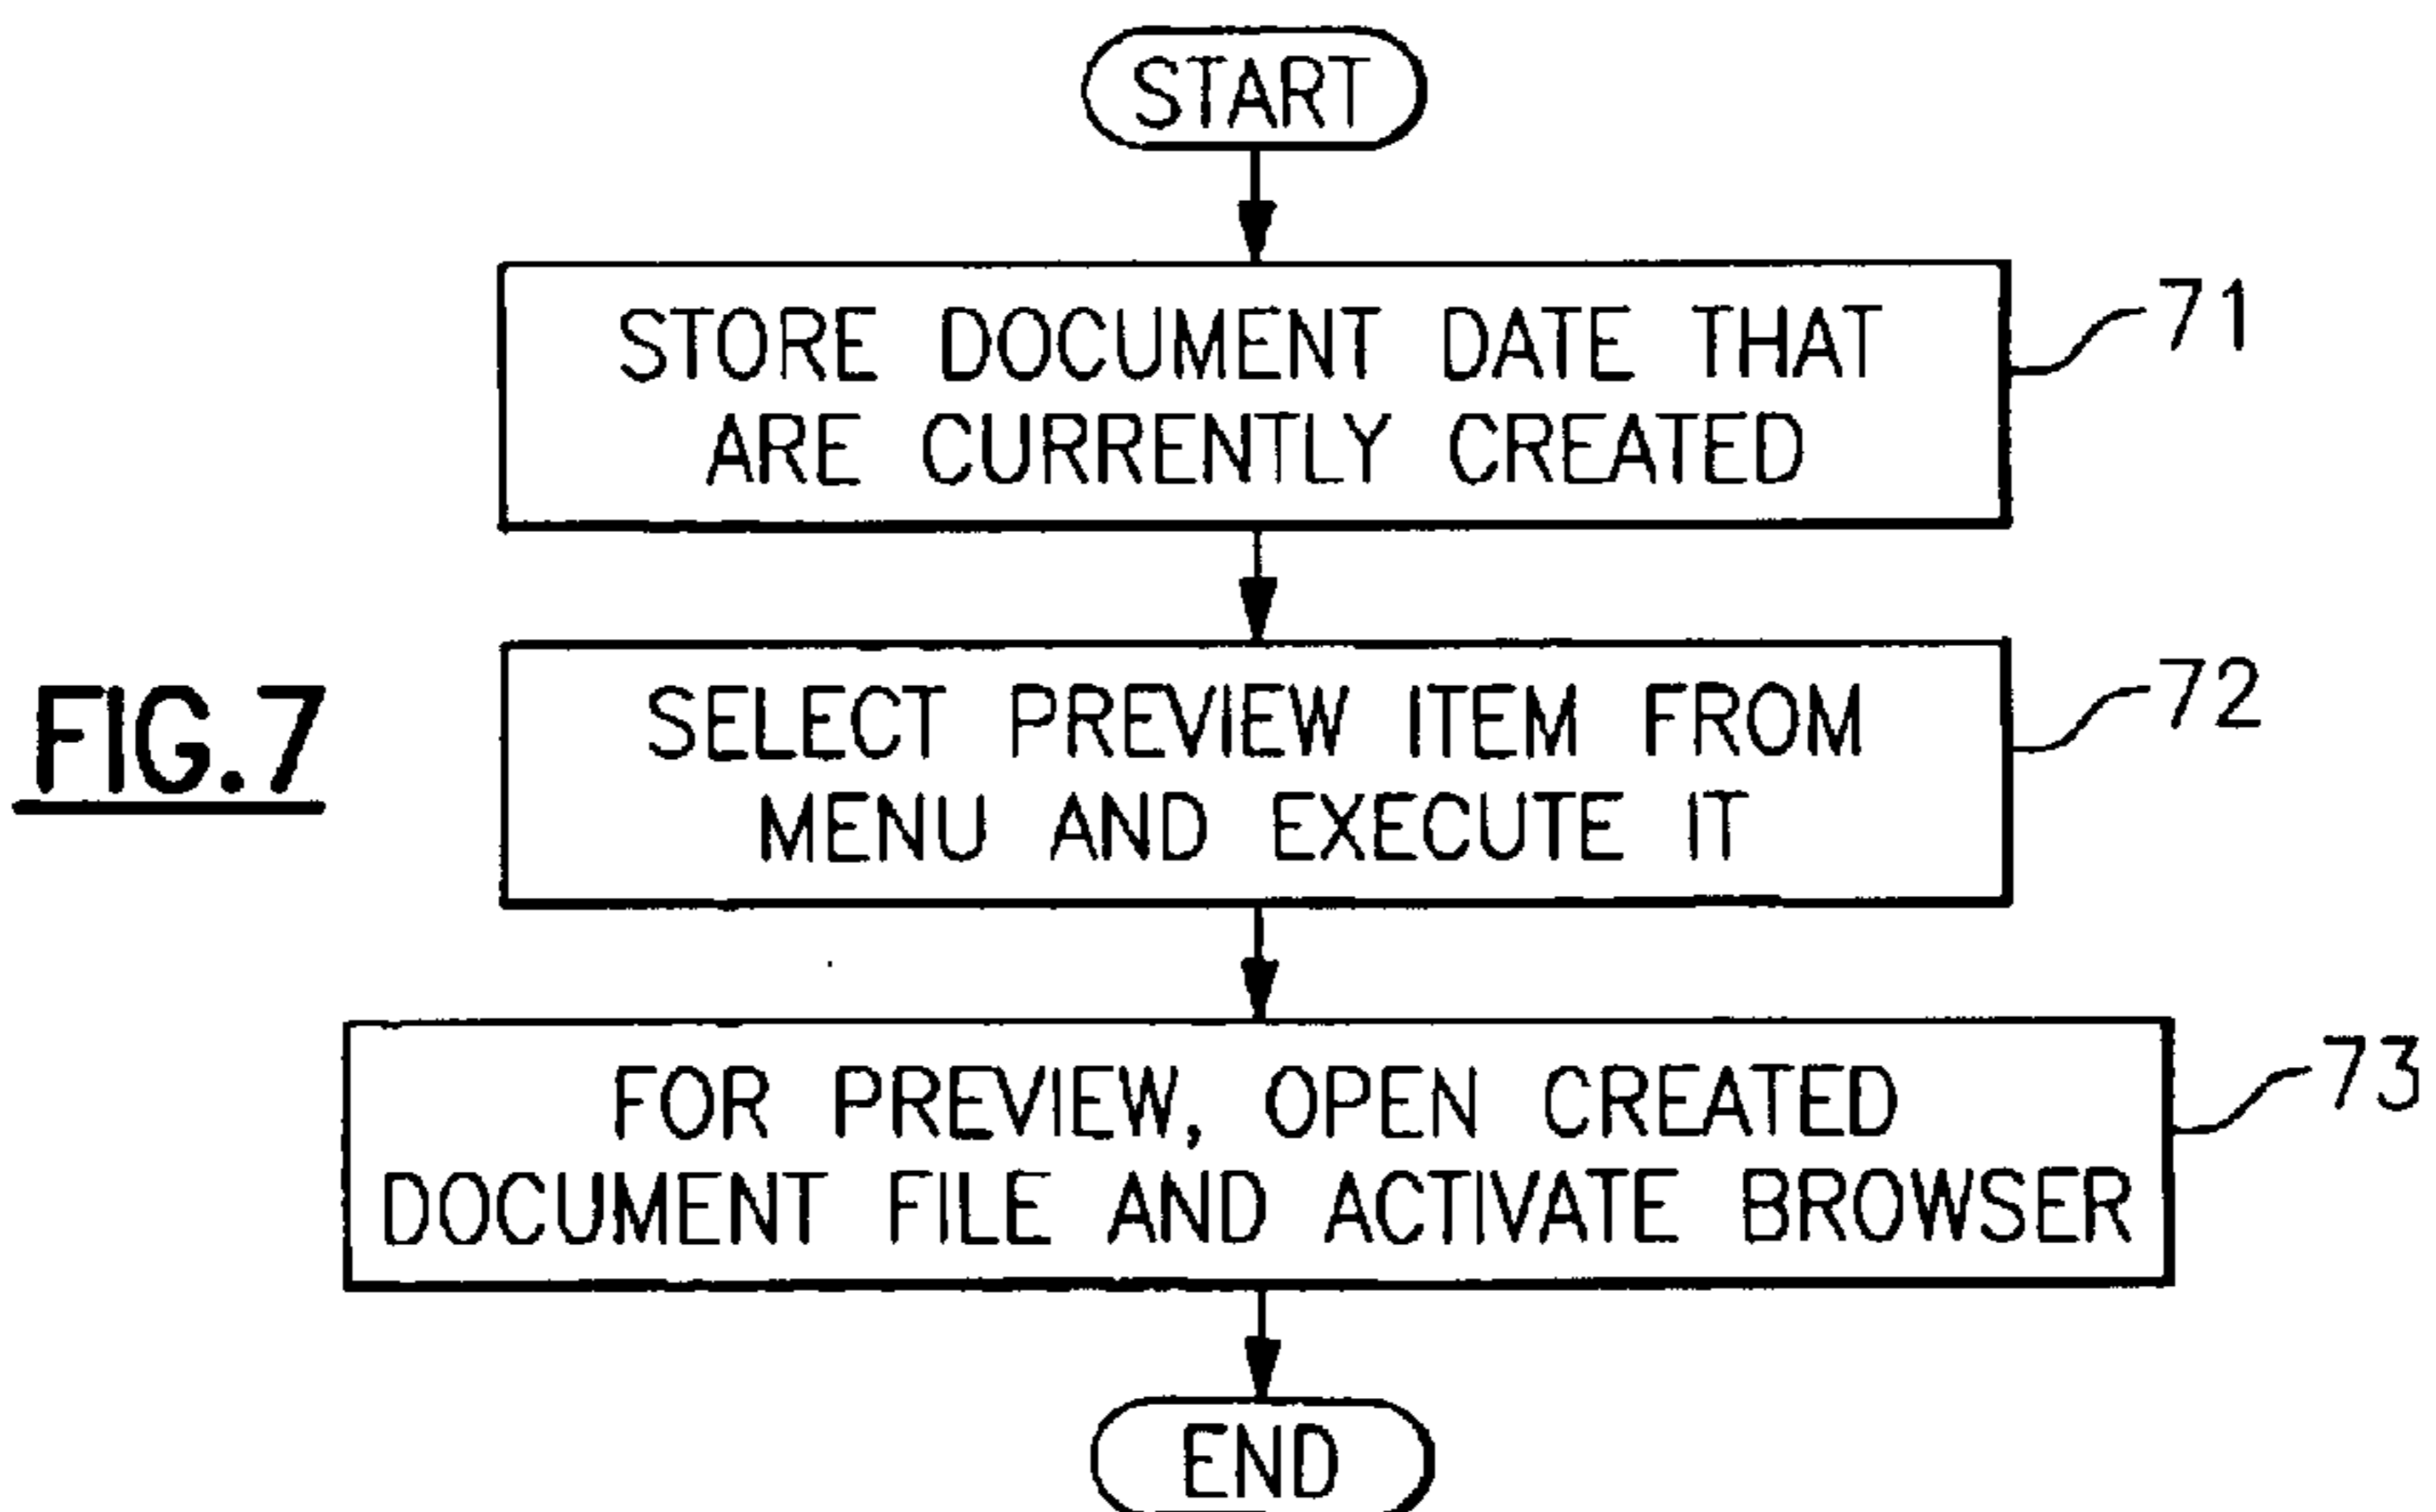 START
STORE DOCUMENT DATE THAT
ARE CURRENTLY CREATED
71
SELECT PREVIEW ITEM FROM
MENU AND EXECUTE IT
72
FIG.7
FOR PREVIEW, OPEN CREATED
DOCUMENT FILE AND ACTIVATE BROWSER
73
END